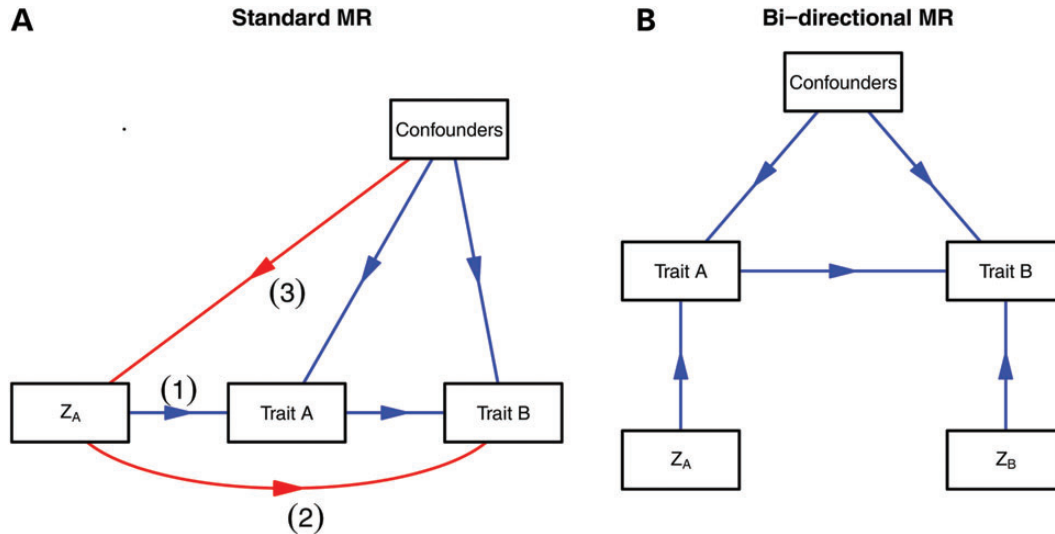 A
Standard MR
Confounders
(3)
(1)
Z_A
Trait A
Trait B
(2)
B
Bi-directional MR
Confounders
Trait A
Trait B
Z_A
Z_B